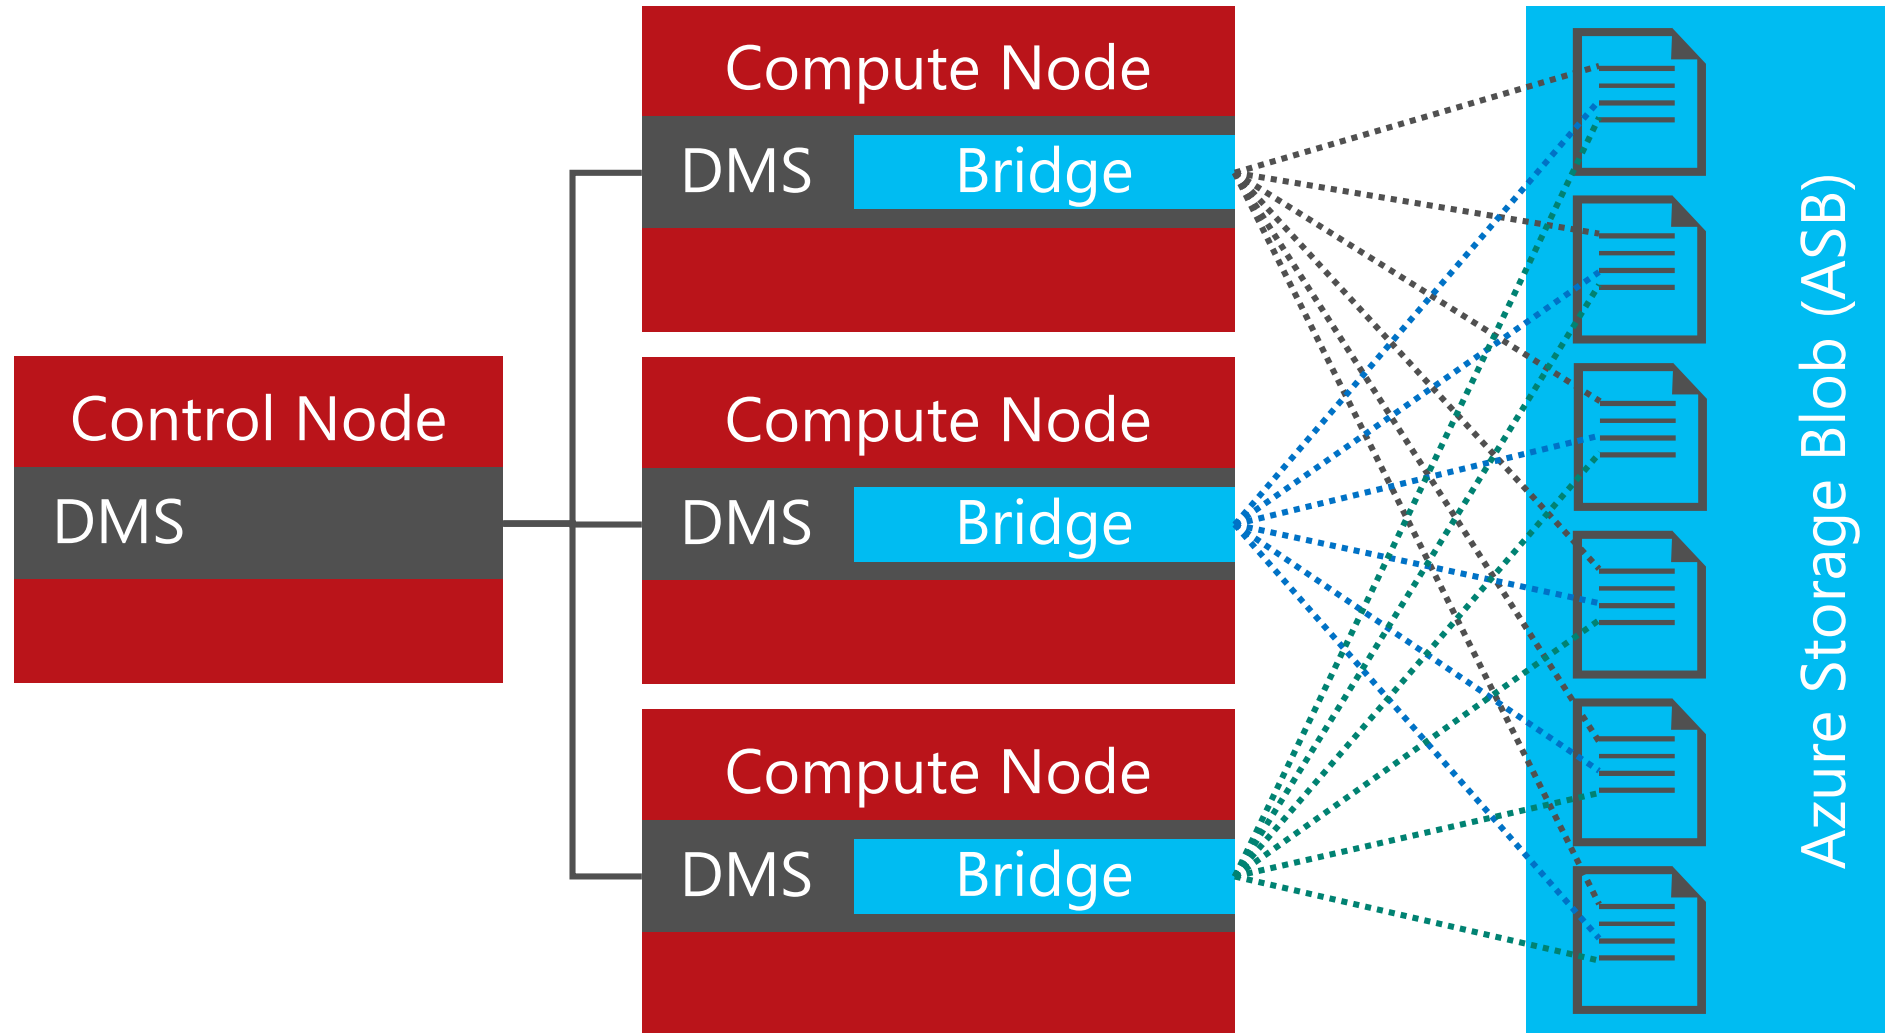 Control Node
DMS
Compute Node
DMS
Bridge
Compute Node
DMS
Bridge
Compute Node
DMS
Bridge
Azure Storage Blob (ASB)